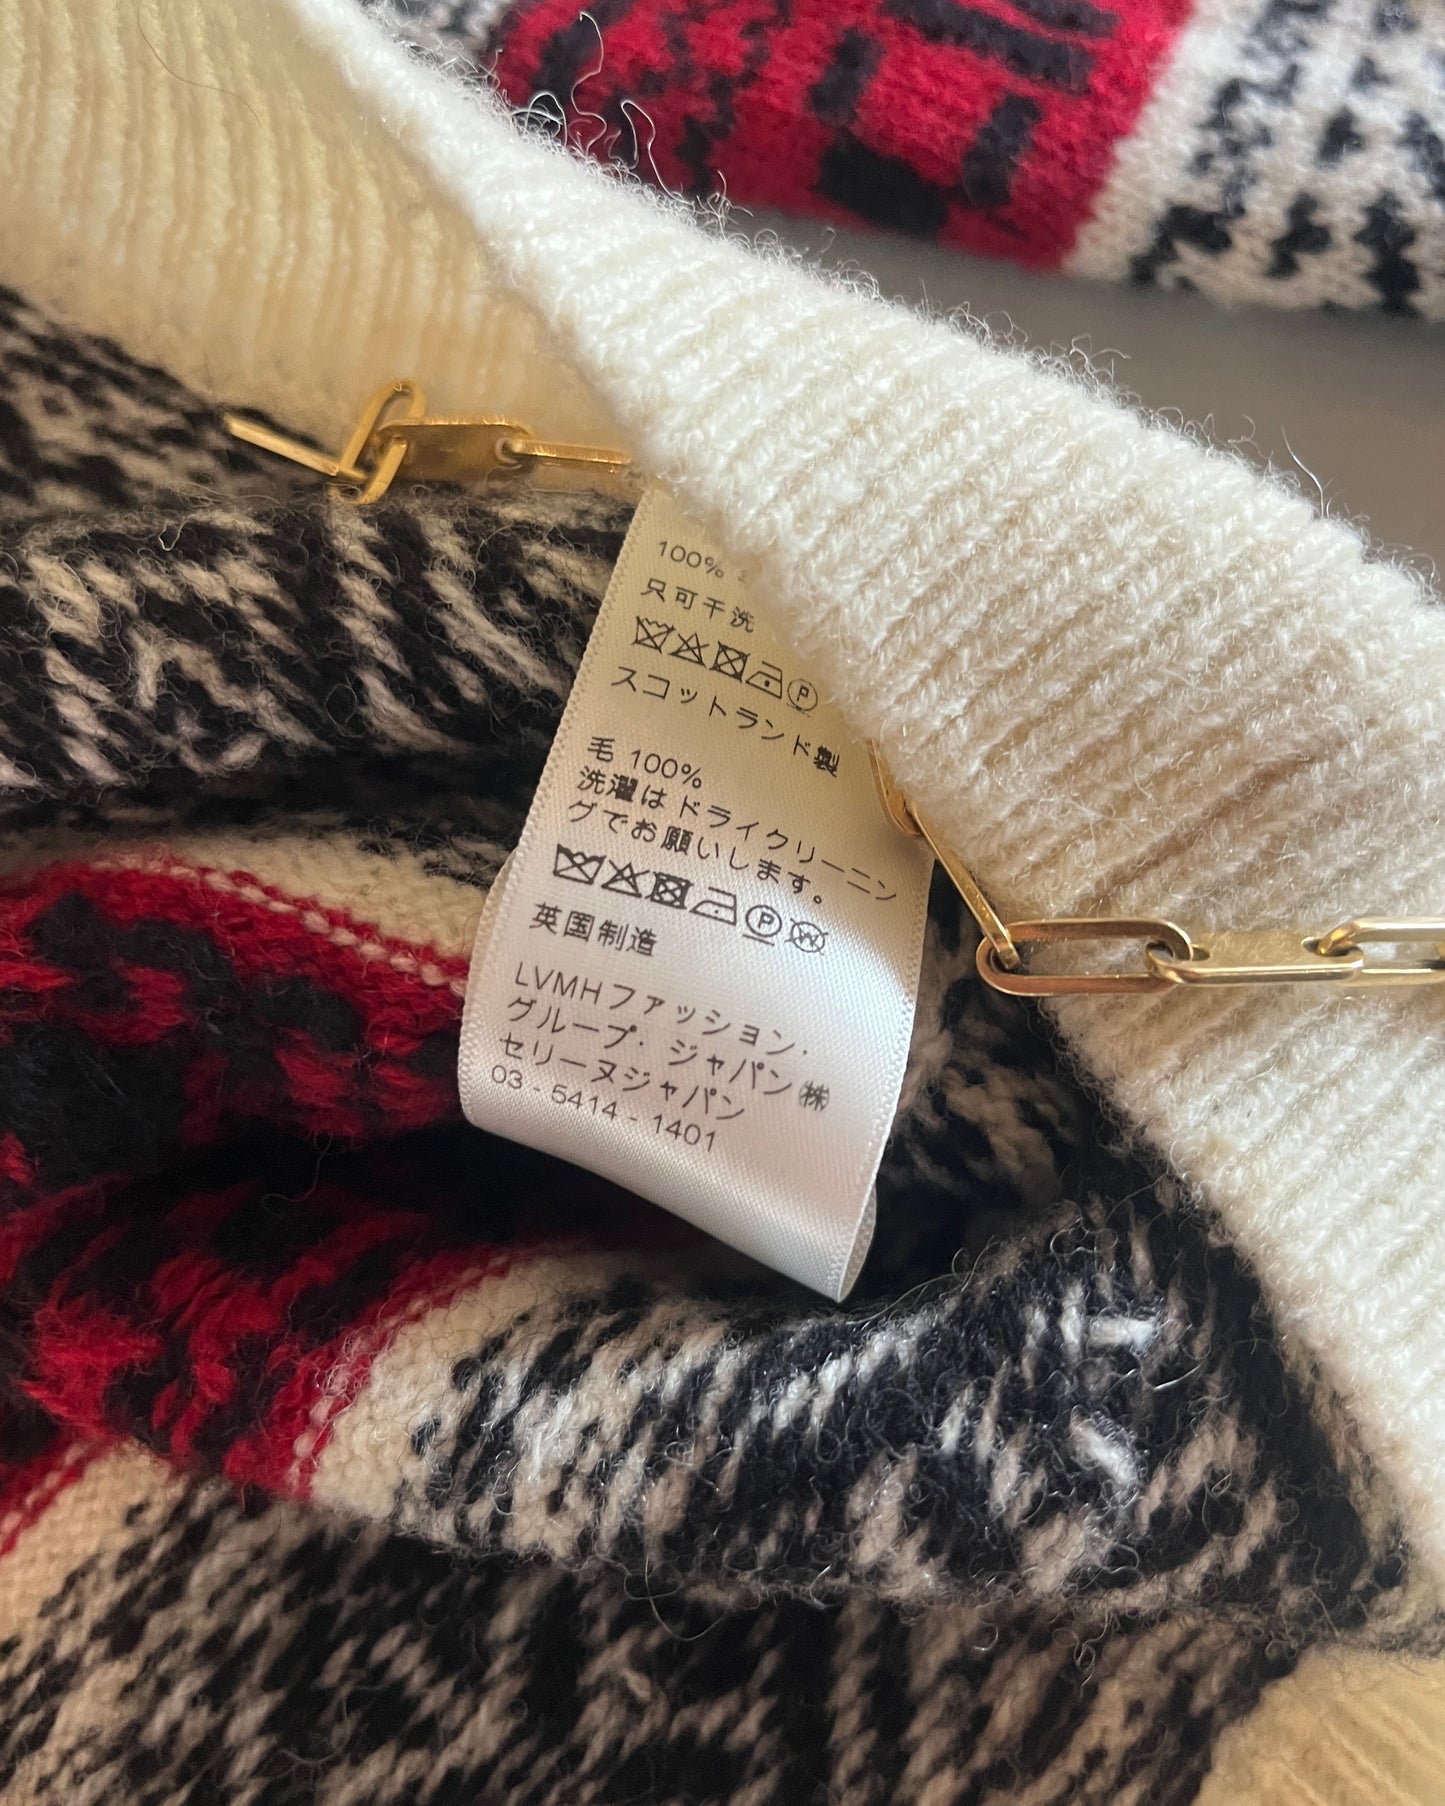 100%
只可干洗
スコットランド製
毛 100%
洗濯はドライクリーニン
グでお願いします。
英国制造
LVMHファッション・
グループ・ジャパン㈱
セリーヌジャパン
03-5414-1401